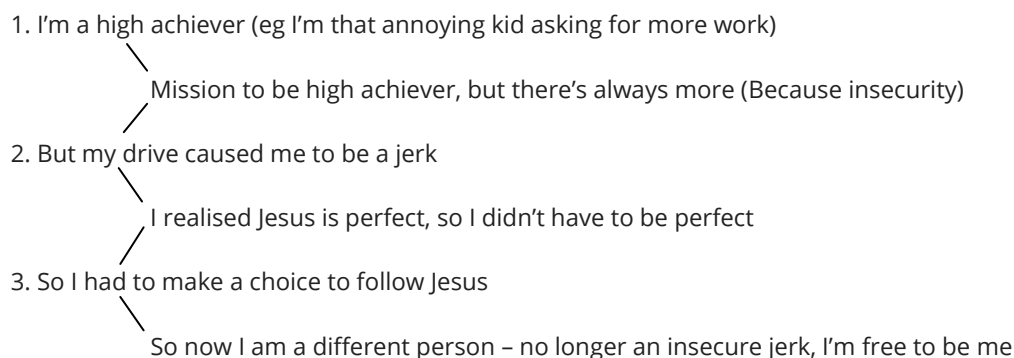 1. I’m a high achiever (eg I’m that annoying kid asking for more work)
Mission to be high achiever, but there’s always more (Because insecurity)
2. But my drive caused me to be a jerk
I realised Jesus is perfect, so I didn’t have to be perfect
3. So I had to make a choice to follow Jesus
So now I am a different person – no longer an insecure jerk, I’m free to be me